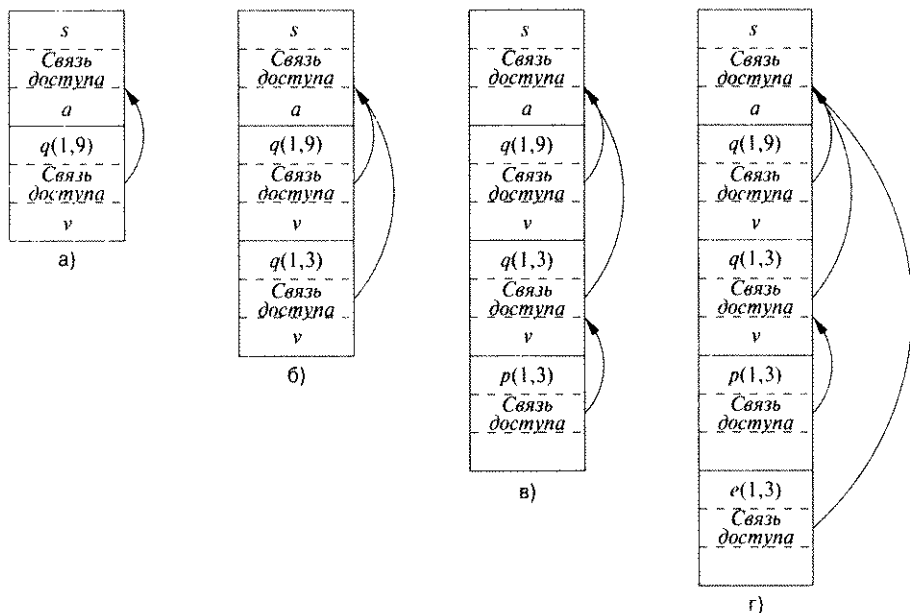 s
Связь
доступа
a
q(1,9)
Связь
доступа
v
а)
s
Связь
доступа
a
q(1,9)
Связь
доступа
v
q(1,3)
Связь
доступа
v
б)
s
Связь
доступа
a
q(1,9)
Связь
доступа
v
q(1,3)
Связь
доступа
v
p(1,3)
Связь
доступа
в)
s
Связь
доступа
a
q(1,9)
Связь
доступа
v
q(1,3)
Связь
доступа
v
p(1,3)
Связь
доступа
e(1,3)
Связь
доступа
г)